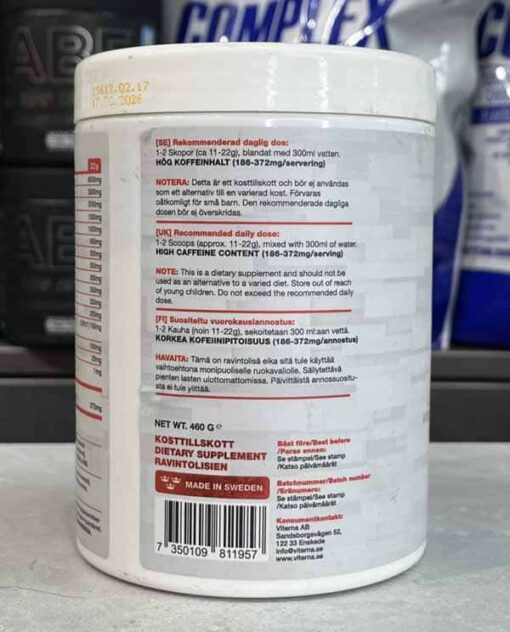 COMPLEX
17.02.2026
[SE] Rekommenderad daglig dos:
1-2 Skopor (ca 11-22g), blandat med 300ml vatten.
HÖG KOFFEINHALT (186-372mg/servering)
NOTERA: Detta är ett kosttillskott och bör ej användas
som ett alternativ till en varierad kost. Förvaras
oåtkomligt för små barn. Den rekommenderade dagliga
dosen bör ej överskridas.
[UK] Recommended daily dose:
1-2 Scoops (approx. 11-22g), mixed with 300ml of water.
HIGH CAFFEINE CONTENT (186-372mg/serving)
NOTE: This is a dietary supplement and should not be
used as an alternative to a varied diet. Store out of reach
of young children. Do not exceed the recommended daily
dose.
[FI] Suositeltu vuorokausiannostus:
1-2 Kauha (noin 11-22g), sekoitetaan 300 ml:aan vettä.
KORKEA KOFEIINIPITOISUUS (186-372mg/annostus)
HAVAITA: Tämä on ravintolisä eikä sitä tule käyttää
vaihtoehtona monipuoliselle ruokavaliolle. Säilytettävä
pienten lasten ulottomattomissa. Päivittäistä annossuositu-
sta ei tule ylittää.
NET WT. 460 G e
KOSTTILLSKOTT
DIETARY SUPPLEMENT
RAVINTOLISIEN
MADE IN SWEDEN
7 350109 811957
Bäst före/Best before
/Paras ennen:
Se stämpel/See stamp
/Katso päivämäärät
Batchnummer/Batch number
/Eränumero:
Se stämpel/See stamp
/Katso päivämäärät
Konsumentkontakt:
Viterna AB
Sandsborgsvägen 52,
122 33 Enskede
info@viterna.se
www.viterna.se